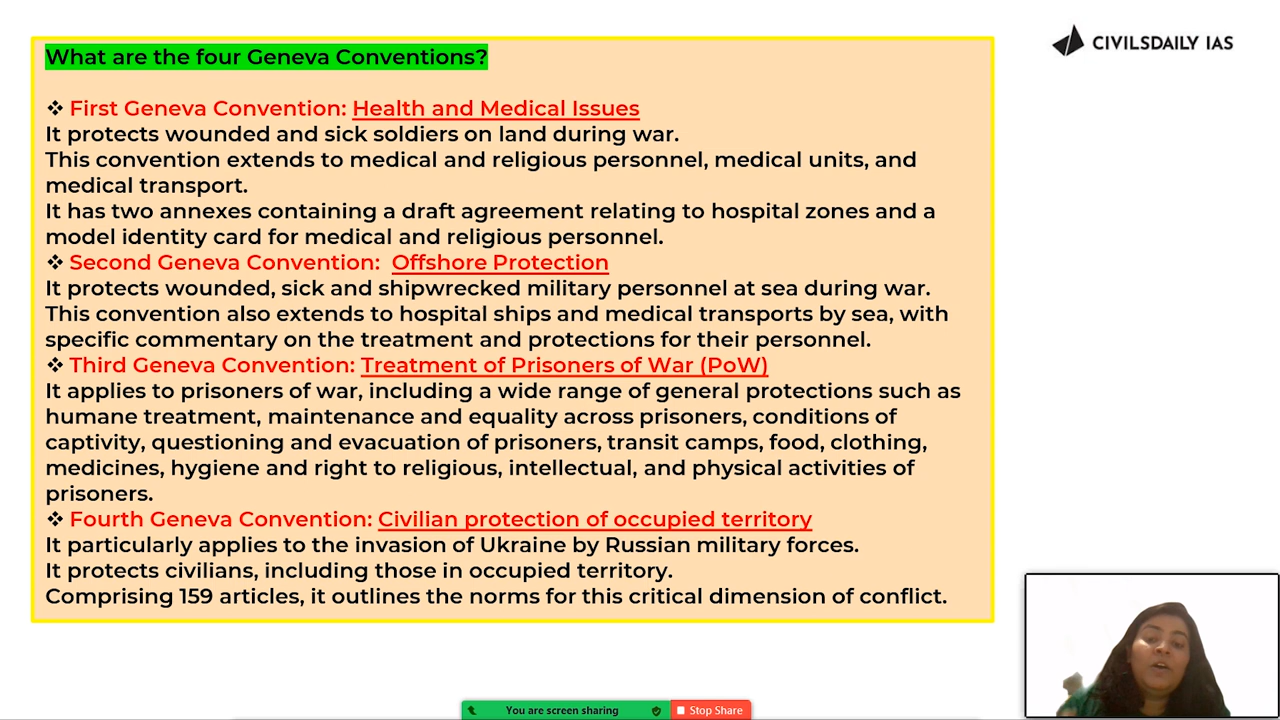 What are the four Geneva Conventions?
CIVILSDAILY IAS
❖ First Geneva Convention: Health and Medical Issues
It protects wounded and sick soldiers on land during war.
This convention extends to medical and religious personnel, medical units, and
medical transport.
It has two annexes containing a draft agreement relating to hospital zones and a
model identity card for medical and religious personnel.
❖ Second Geneva Convention: Offshore Protection
It protects wounded, sick and shipwrecked military personnel at sea during war.
This convention also extends to hospital ships and medical transports by sea, with
specific commentary on the treatment and protections for their personnel.
❖ Third Geneva Convention: Treatment of Prisoners of War (PoW)
It applies to prisoners of war, including a wide range of general protections such as
humane treatment, maintenance and equality across prisoners, conditions of
captivity, questioning and evacuation of prisoners, transit camps, food, clothing,
medicines, hygiene and right to religious, intellectual, and physical activities of
prisoners.
❖ Fourth Geneva Convention: Civilian protection of occupied territory
It particularly applies to the invasion of Ukraine by Russian military forces.
It protects civilians, including those in occupied territory.
Comprising 159 articles, it outlines the norms for this critical dimension of conflict.
You are screen sharing
Stop Share